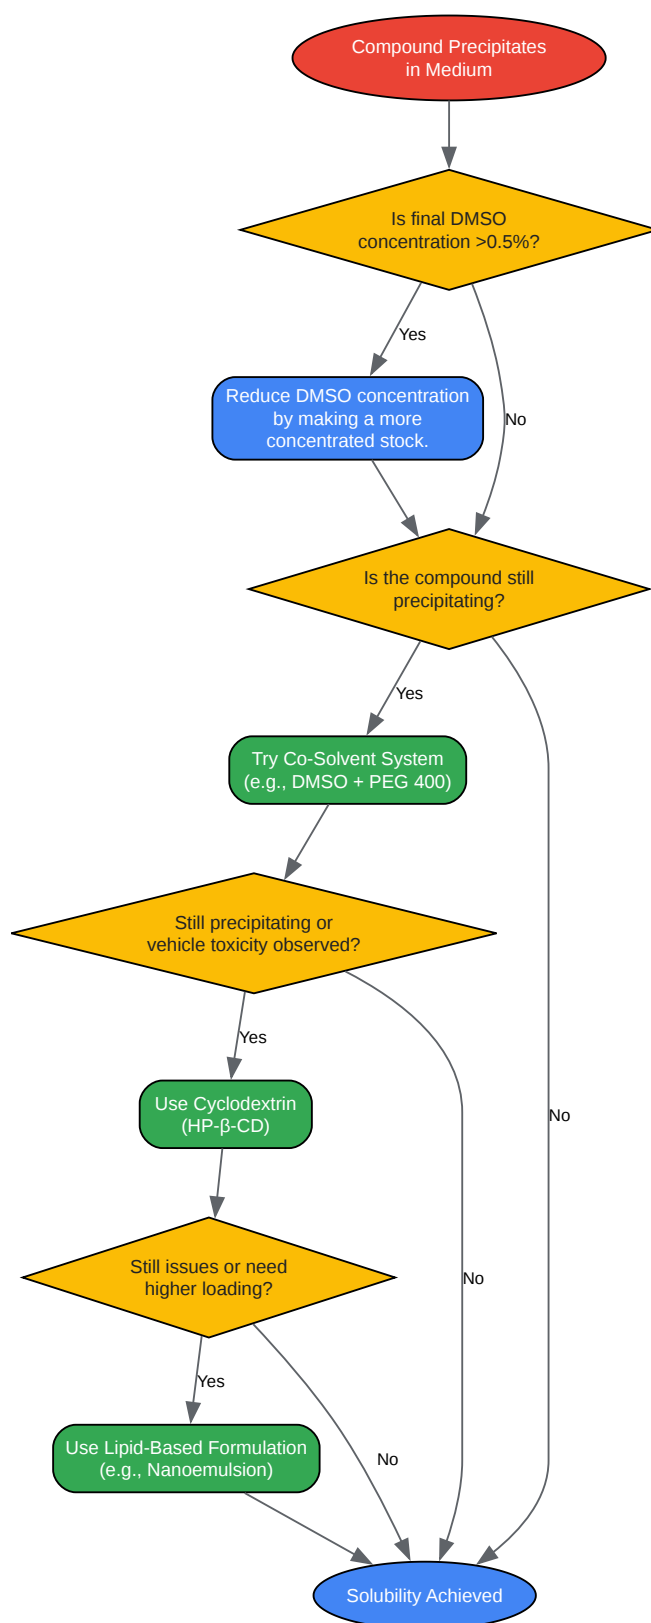 Compound Precipitates
in Medium
Is final DMSO
concentration >0.5%?
Yes
No
Reduce DMSO concentration
by making a more
concentrated stock.
Is the compound still
precipitating?
Yes
No
Try Co-Solvent System
(e.g., DMSO + PEG 400)
Still precipitating or
vehicle toxicity observed?
Yes
No
Use Cyclodextrin
(HP-β-CD)
Still issues or need
higher loading?
Yes
No
Use Lipid-Based Formulation
(e.g., Nanoemulsion)
Solubility Achieved